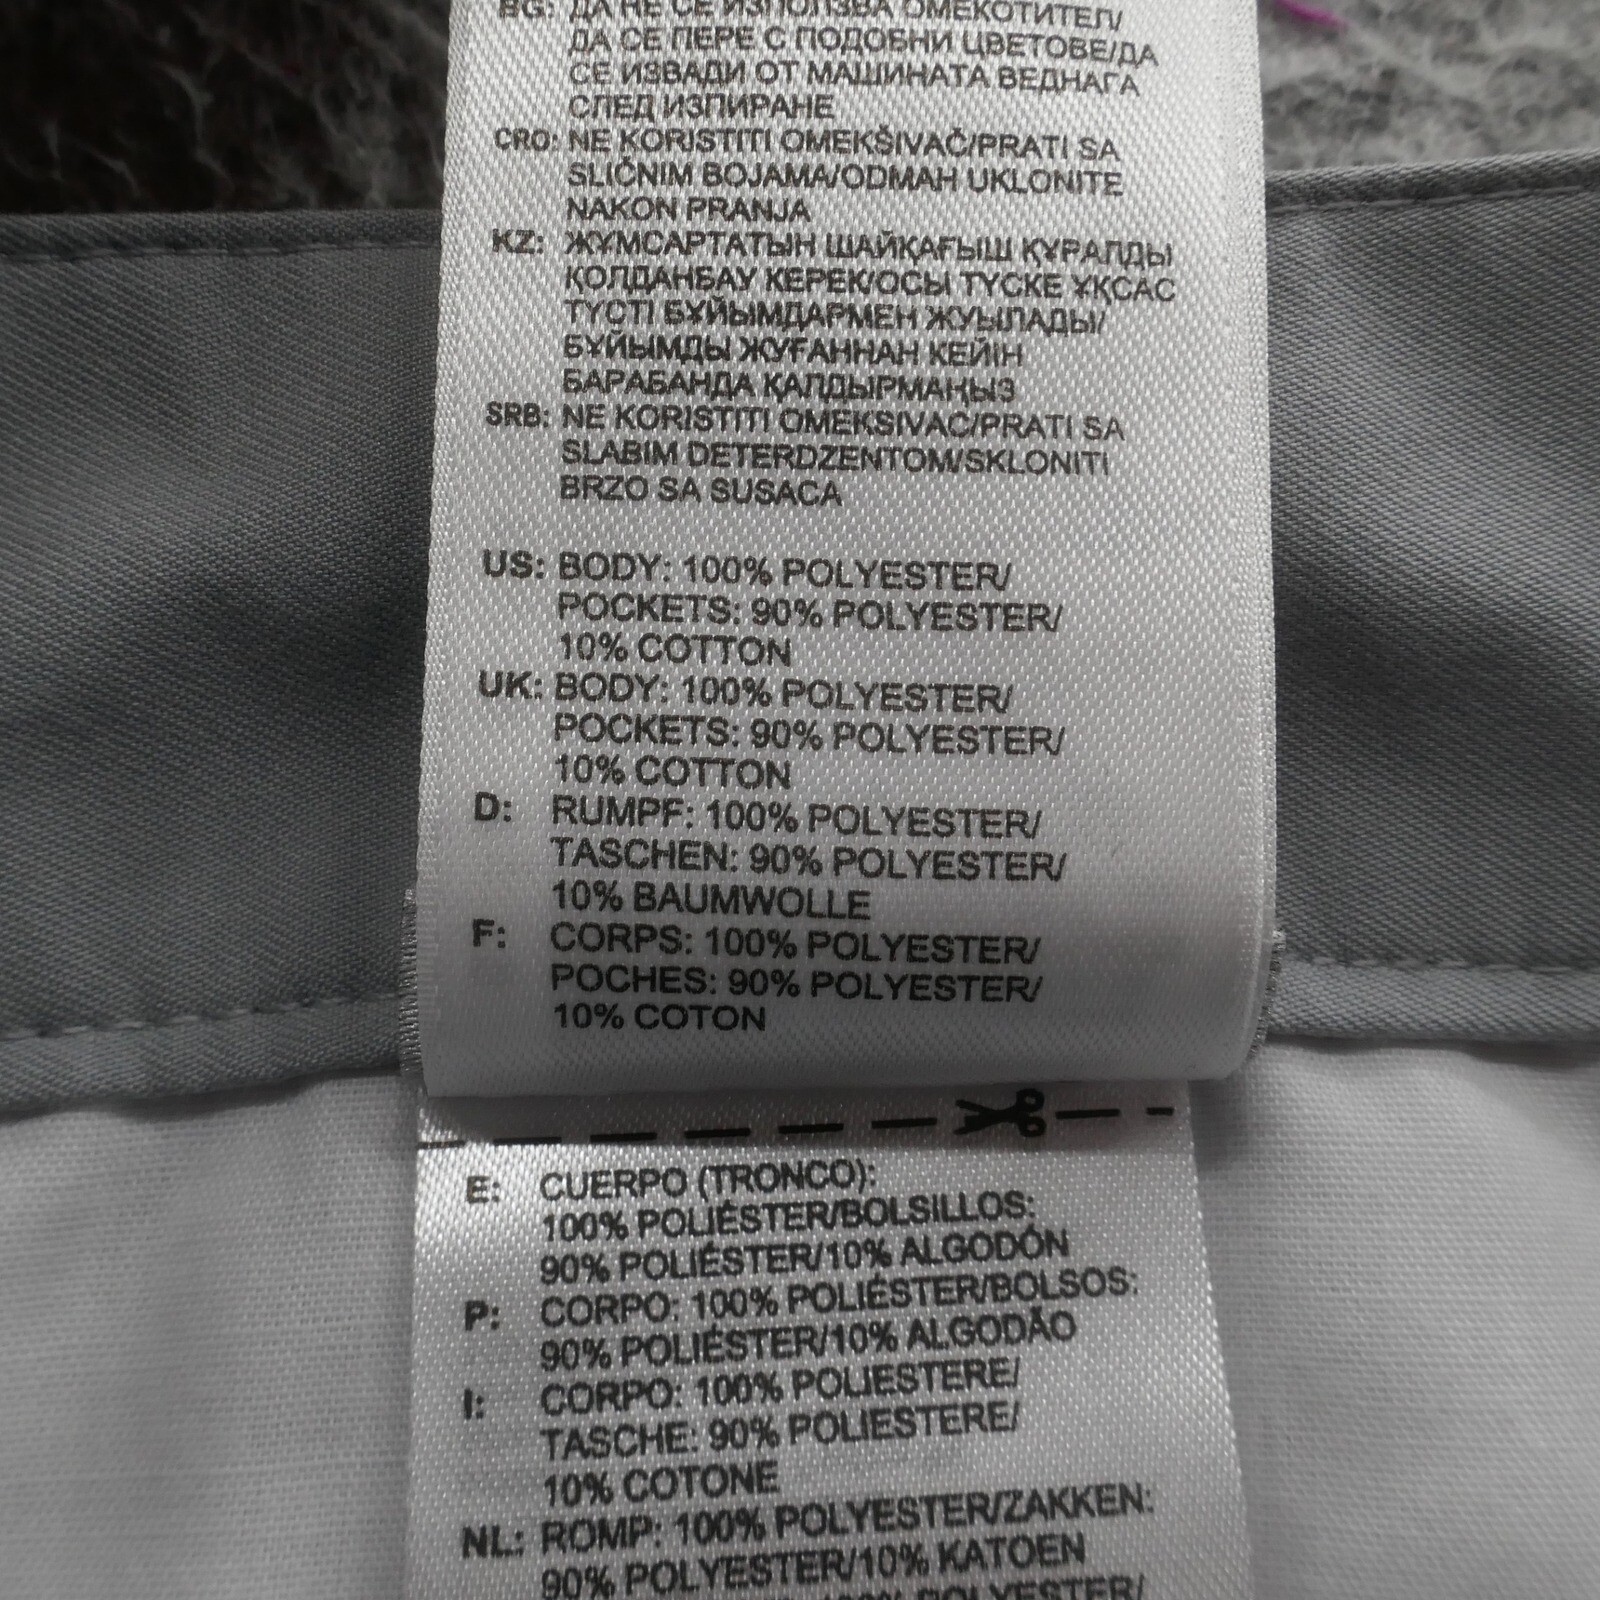 BG: ДА НЕ СЕ ИЗПОЛЗВА ОМЕКОТИТЕЛ/
ДА СЕ ПЕРЕ С ПОДОБНИ ЦВЕТОВЕ/ДА
СЕ ИЗВАДИ ОТ МАШИНАТА ВЕДНАГА
СЛЕД ИЗПИРАНЕ
CRO: NE KORISTITI OMEKŠIVAČ/PRATI SA
SLIČNIM BOJAMA/ODMAH UKLONITE
NAKON PRANJA
KZ: ЖҰМСАРТАТЫН ШАЙҚАҒЫШ ҚҰРАЛДЫ
ҚОЛДАНБАУ КЕРЕК/ОСЫ ТҮСКЕ ҰҚСАС
ТҮСТІ БҰЙЫМДАРМЕН ЖУЫЛАДЫ/
БҰЙЫМДЫ ЖУҒАННАН КЕЙІН
БАРАБАНДА ҚАЛДЫРМАҢЫЗ
SRB: NE KORISTITI OMEKSIVAC/PRATI SA
SLABIM DETERDZENTOM/SKLONITI
BRZO SA SUSACA
US: BODY: 100% POLYESTER/
POCKETS: 90% POLYESTER/
10% COTTON
UK: BODY: 100% POLYESTER/
POCKETS: 90% POLYESTER/
10% COTTON
D: RUMPF: 100% POLYESTER/
TASCHEN: 90% POLYESTER/
10% BAUMWOLLE
F: CORPS: 100% POLYESTER/
POCHES: 90% POLYESTER/
10% COTON
E: CUERPO (TRONCO):
100% POLIÉSTER/BOLSILLOS:
90% POLIÉSTER/10% ALGODÓN
P: CORPO: 100% POLIÉSTER/BOLSOS:
90% POLIÉSTER/10% ALGODÃO
I: CORPO: 100% POLIESTERE/
TASCHE: 90% POLIESTERE/
10% COTONE
NL: ROMP: 100% POLYESTER/ZAKKEN:
90% POLYESTER/10% KATOEN
100% POLYESTER/